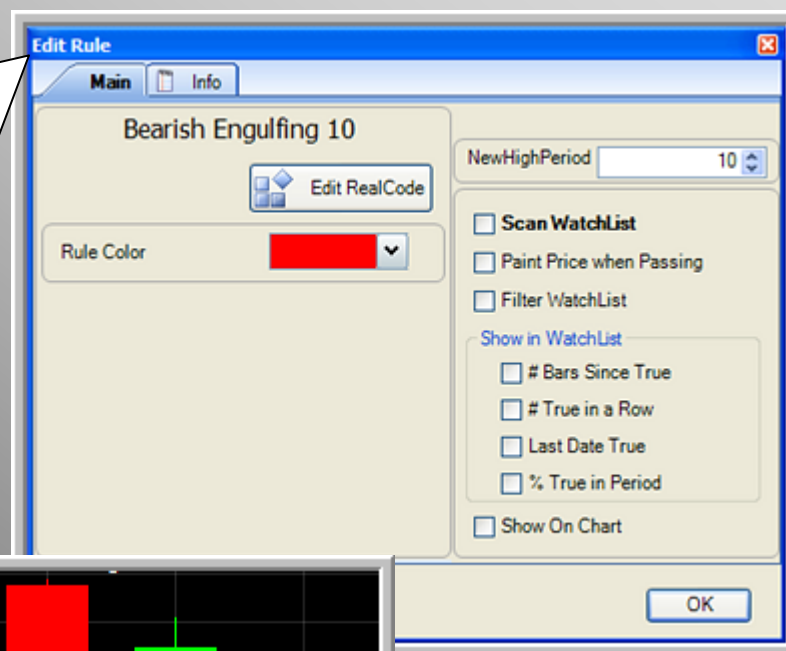 Edit Rule
Main
Info
Bearish Engulfing 10
Edit RealCode
Rule Color
NewHighPeriod 10
Scan WatchList
Paint Price when Passing
Filter WatchList
Show in WatchList
# Bars Since True
# True in a Row
Last Date True
% True in Period
Show On Chart
OK